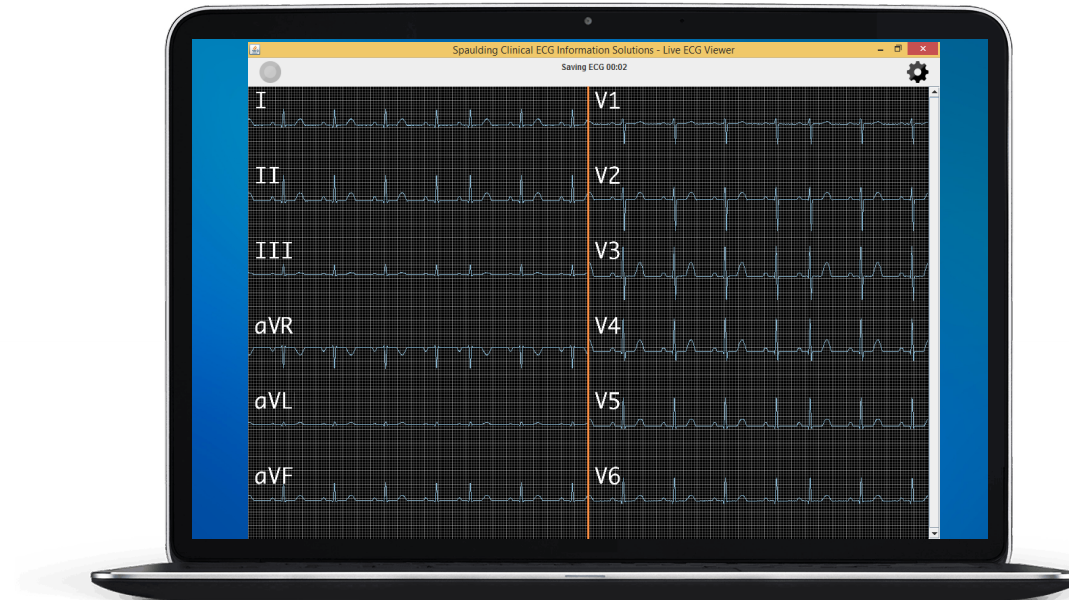 Spaulding Clinical ECG Information Solutions - Live ECG Viewer
Saving ECG 00:02
I
V1
II
V2
III
V3
aVR
V4
aVL
V5
aVF
V6